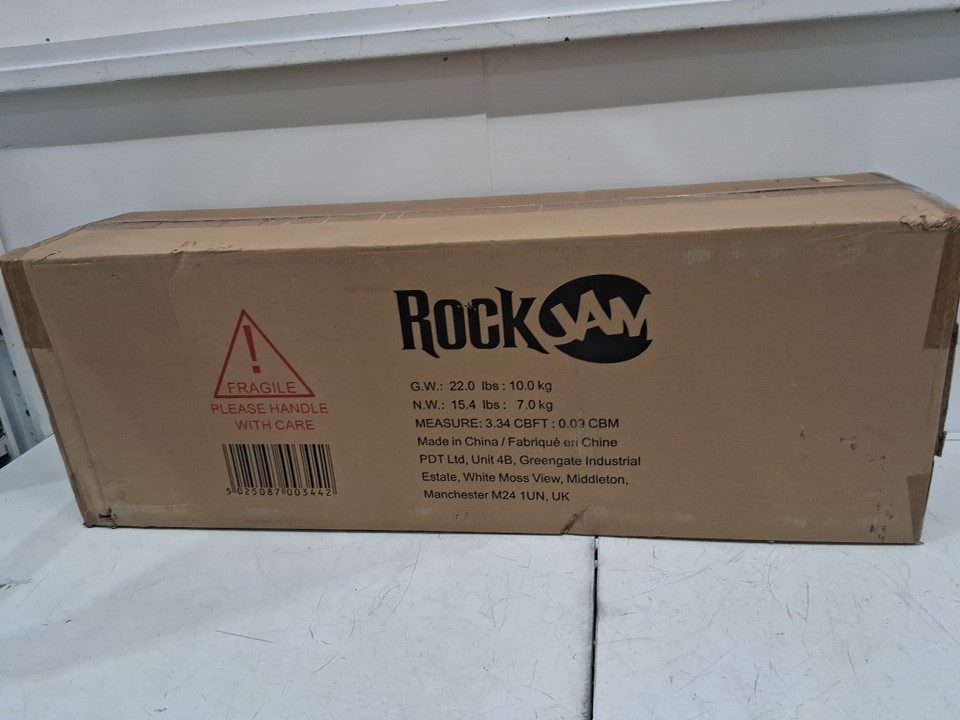 RockJAM
G.W.: 22.0 lbs : 10.0 kg
N.W.: 15.4 lbs : 7.0 kg
MEASURE: 3.34 CBFT : 0.09 CBM
Made in China / Fabriqué en Chine
PDT Ltd, Unit 4B, Greengate Industrial
Estate, White Moss View, Middleton,
Manchester M24 1UN, UK
!
FRAGILE
PLEASE HANDLE
WITH CARE
5 025087 003442